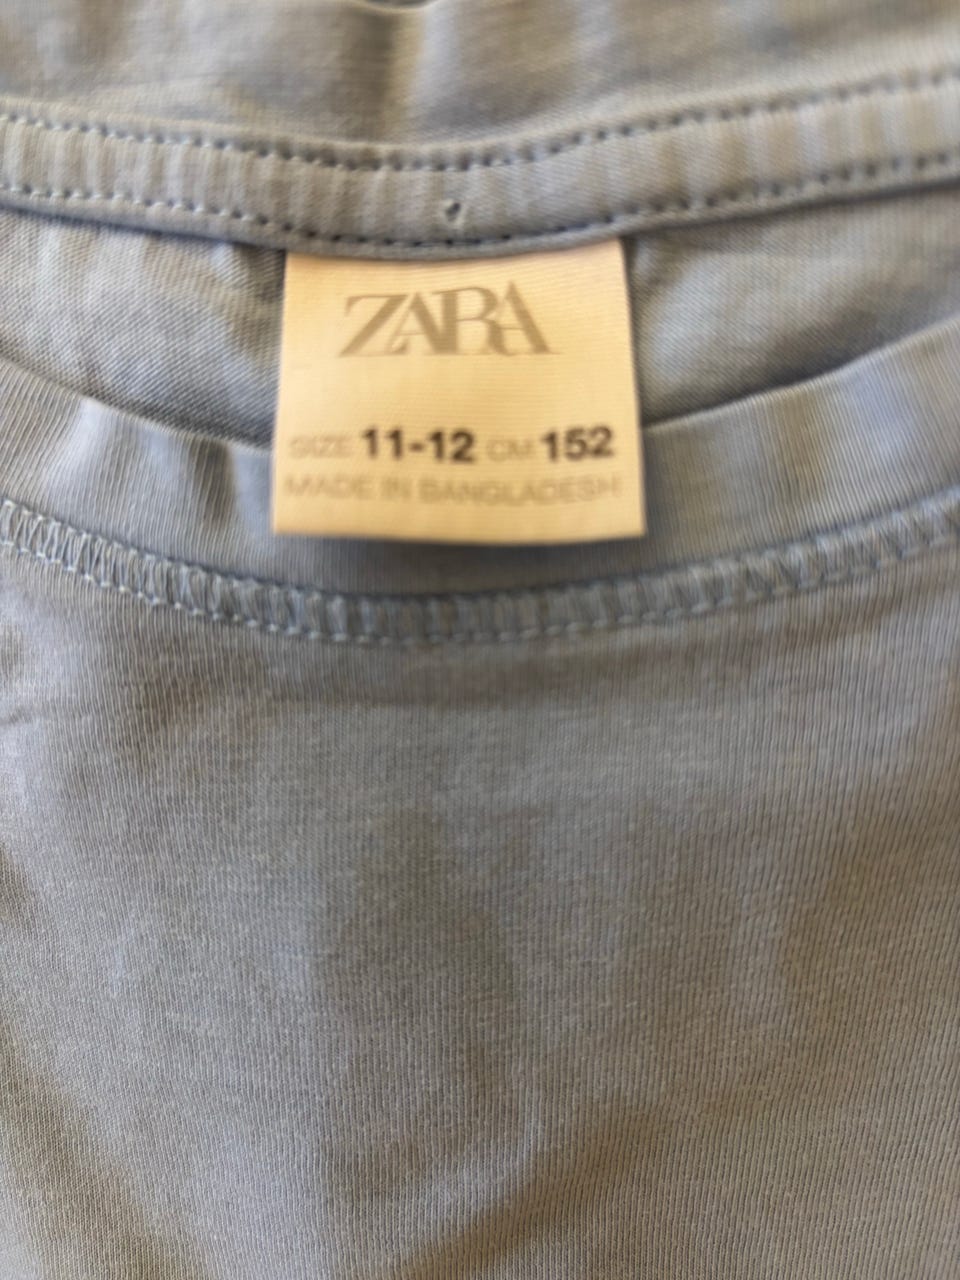 ZARA
SIZE 11-12 CM 152
MADE IN BANGLADESH